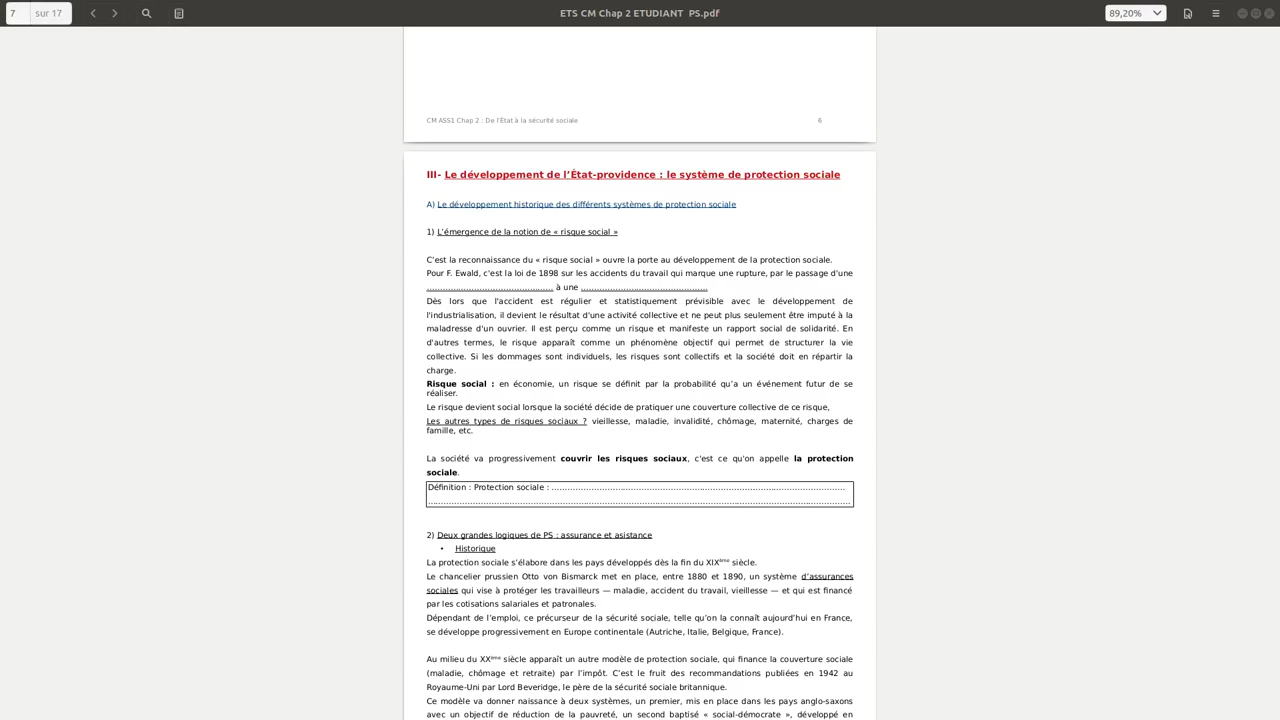 7 sur 17 ETS CM Chap 2 ETUDIANT PS.pdf 89,20%
CM ASS1 Chap 2 : De l'Etat à la sécurité sociale 6
III- Le développement de l'État-providence : le système de protection sociale
A) Le développement historique des différents systèmes de protection sociale
1) L'émergence de la notion de « risque social »
C'est la reconnaissance du « risque social » ouvre la porte au développement de la protection sociale.
Pour F. Ewald, c'est la loi de 1898 sur les accidents du travail qui marque une rupture, par le passage d'une
................................................ à une ................................................
Dès lors que l'accident est régulier et statistiquement prévisible avec le développement de
l'industrialisation, il devient le résultat d'une activité collective et ne peut plus seulement être imputé à la
maladresse d'un ouvrier. Il est perçu comme un risque et manifeste un rapport social de solidarité. En
d'autres termes, le risque apparaît comme un phénomène objectif qui permet de structurer la vie
collective. Si les dommages sont individuels, les risques sont collectifs et la société doit en répartir la
charge.
Risque social : en économie, un risque se définit par la probabilité qu'a un événement futur de se
réaliser.
Le risque devient social lorsque la société décide de pratiquer une couverture collective de ce risque,
Les autres types de risques sociaux ? vieillesse, maladie, invalidité, chômage, maternité, charges de
famille, etc.
La société va progressivement couvrir les risques sociaux, c'est ce qu'on appelle la protection
sociale.
Définition : Protection sociale : ................................................................................................................
................................................................................................................................................................
2) Deux grandes logiques de PS : assurance et asistance
• Historique
La protection sociale s'élabore dans les pays développés dès la fin du XIXème siècle.
Le chancelier prussien Otto von Bismarck met en place, entre 1880 et 1890, un système d'assurances
sociales qui vise à protéger les travailleurs — maladie, accident du travail, vieillesse — et qui est financé
par les cotisations salariales et patronales.
Dépendant de l'emploi, ce précurseur de la sécurité sociale, telle qu'on la connaît aujourd'hui en France,
se développe progressivement en Europe continentale (Autriche, Italie, Belgique, France).
Au milieu du XXème siècle apparaît un autre modèle de protection sociale, qui finance la couverture sociale
(maladie, chômage et retraite) par l'impôt. C'est le fruit des recommandations publiées en 1942 au
Royaume-Uni par Lord Beveridge, le père de la sécurité sociale britannique.
Ce modèle va donner naissance à deux systèmes, un premier, mis en place dans les pays anglo-saxons
avec un objectif de réduction de la pauvreté, un second baptisé « social-démocrate », développé en